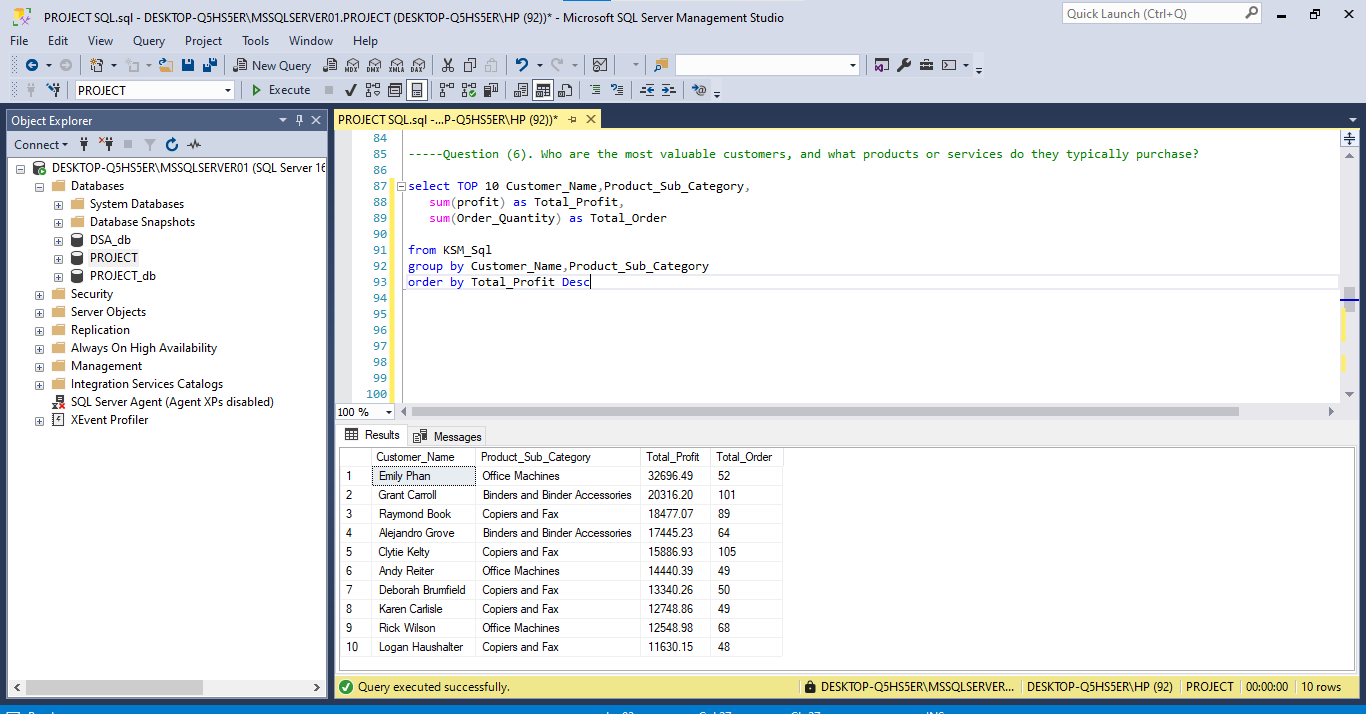 PROJECT SQL.sql - DESKTOP-Q5HS5ER\MSSQLSERVER01.PROJECT (DESKTOP-Q5HS5ER\HP (92))* - Microsoft SQL Server Management Studio
Quick Launch (Ctrl+Q)
File Edit View Query Project Tools Window Help
New Query MDX DMX XMLA DAX
PROJECT Execute
Object Explorer
PROJECT SQL.sql -...P-Q5HS5ER\HP (92))*
Connect
DESKTOP-Q5HS5ER\MSSQLSERVER01 (SQL Server 16
Databases
System Databases
Database Snapshots
DSA_db
PROJECT
PROJECT_db
Security
Server Objects
Replication
Always On High Availability
Management
Integration Services Catalogs
SQL Server Agent (Agent XPs disabled)
XEvent Profiler
84
85 -----Question (6). Who are the most valuable customers, and what products or services do they typically purchase?
86
87 select TOP 10 Customer_Name,Product_Sub_Category,
88 sum(profit) as Total_Profit,
89 sum(Order_Quantity) as Total_Order
90
91 from KSM_Sql
92 group by Customer_Name,Product_Sub_Category
93 order by Total_Profit Desc
94
95
96
97
98
99
100
100 %
Results Messages
Customer_Name Product_Sub_Category Total_Profit Total_Order
1 Emily Phan Office Machines 32696.49 52
2 Grant Carroll Binders and Binder Accessories 20316.20 101
3 Raymond Book Copiers and Fax 18477.07 89
4 Alejandro Grove Binders and Binder Accessories 17445.23 64
5 Clytie Kelty Copiers and Fax 15886.93 105
6 Andy Reiter Office Machines 14440.39 49
7 Deborah Brumfield Copiers and Fax 13340.26 50
8 Karen Carlisle Copiers and Fax 12748.86 49
9 Rick Wilson Office Machines 12548.98 68
10 Logan Haushalter Copiers and Fax 11630.15 48
Query executed successfully. DESKTOP-Q5HS5ER\MSSQLSERVER... DESKTOP-Q5HS5ER\HP (92) PROJECT 00:00:00 10 rows